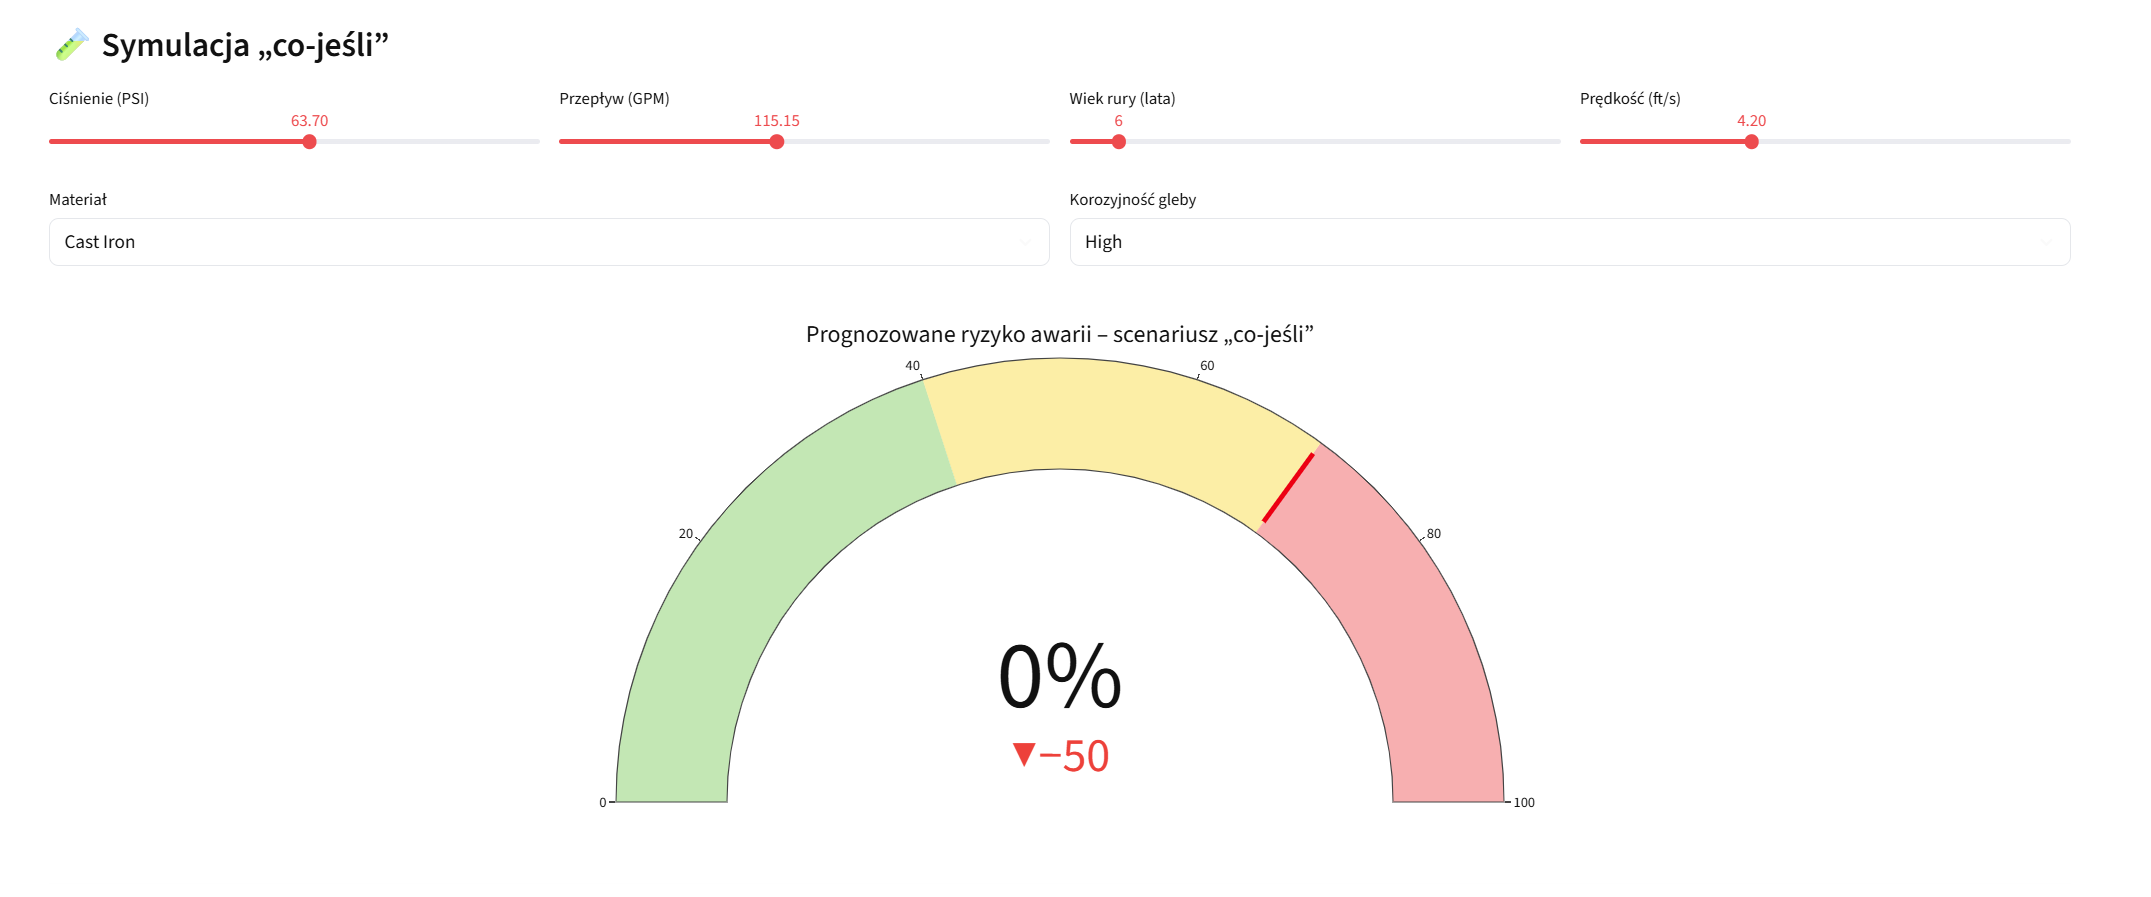 Symulacja „co-jeśli”
Ciśnienie (PSI)
63.70
Przepływ (GPM)
115.15
Wiek rury (lata)
6
Prędkość (ft/s)
4.20
Materiał
Cast Iron
Korozyjność gleby
High
Prognozowane ryzyko awarii – scenariusz „co-jeśli”
0
20
40
60
80
100
0%
▼−50